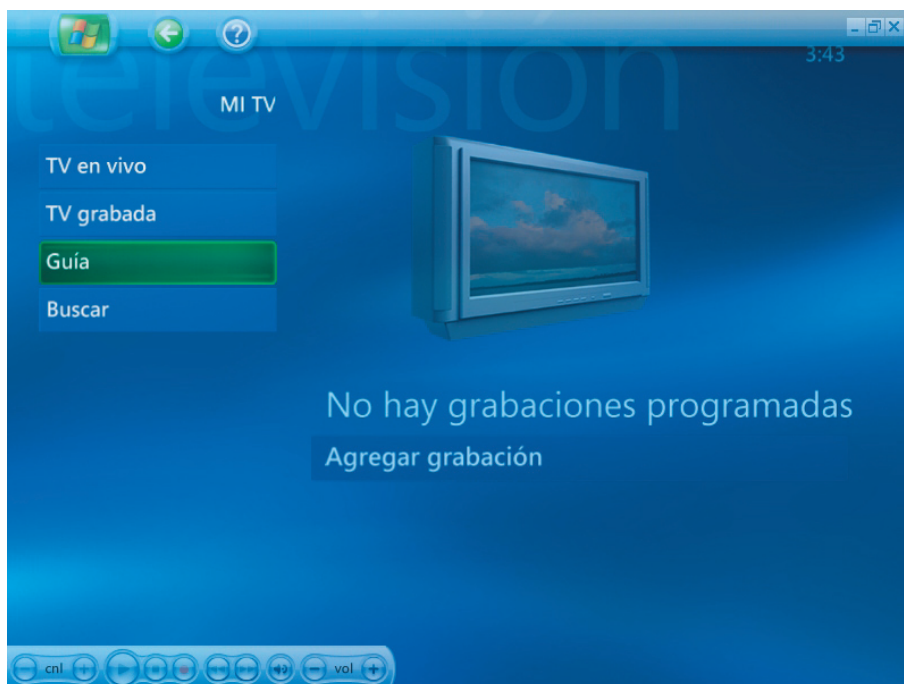 televisión
3:43
MI TV
TV en vivo
TV grabada
Guía
Buscar
No hay grabaciones programadas
Agregar grabación
cnl
vol